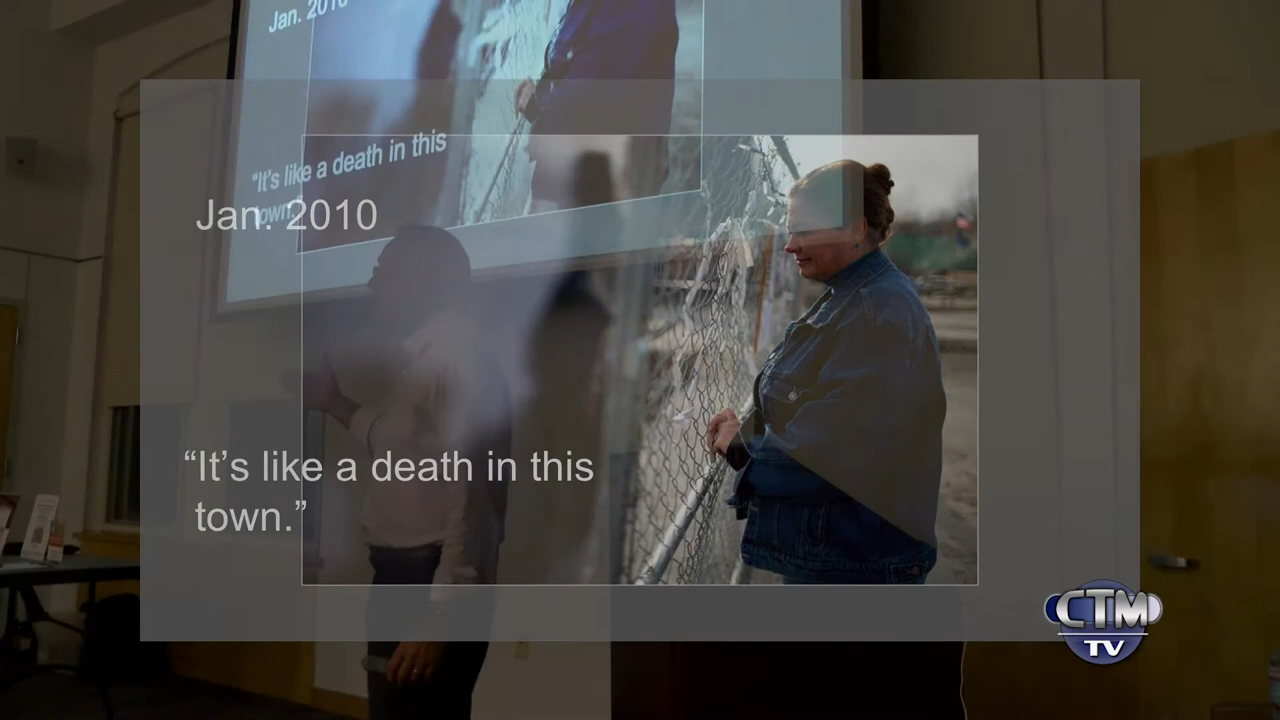 Jan. 2010
“It’s like a death in this
town.”
Jan. 2010
“It’s like a death in this
town.”
CTM
TV